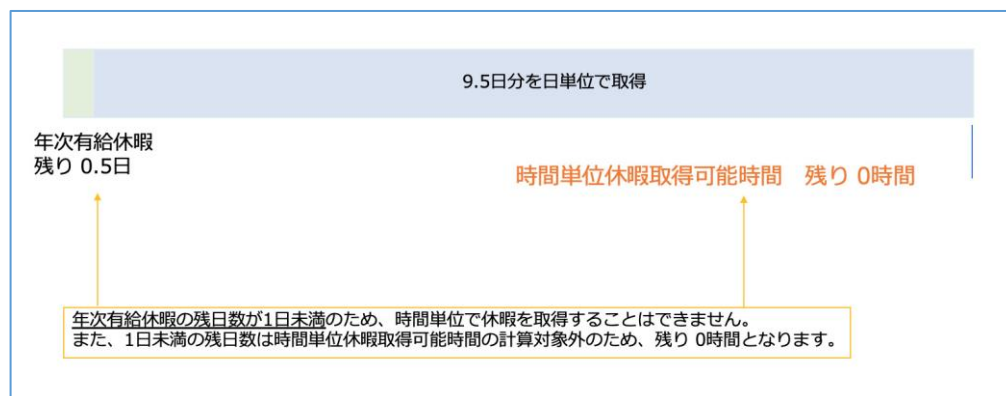 9.5日分を日単位で取得
年次有給休暇
残り 0.5日
時間単位休暇取得可能時間　残り 0時間
年次有給休暇の残日数が1日未満のため、時間単位で休暇を取得することはできません。
また、1日未満の残日数は時間単位休暇取得可能時間の計算対象外のため、残り 0時間となります。